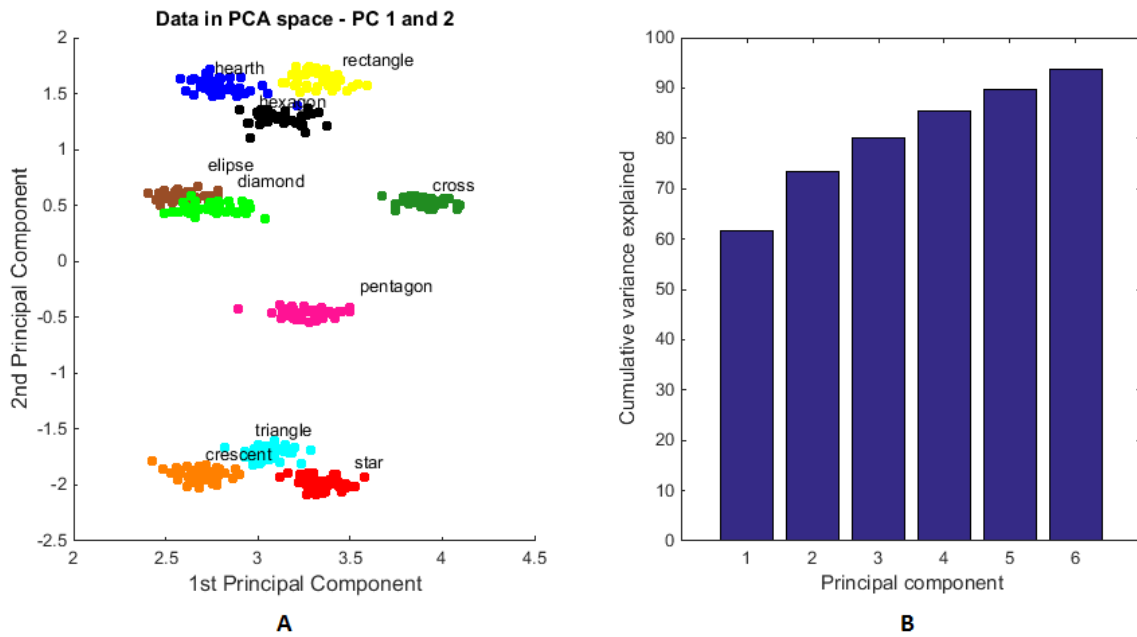 Data in PCA space - PC 1 and 2
2
1.5
1
0.5
0
-0.5
-1
-1.5
-2
-2.5
2nd Principal Component
hearth
rectangle
hexagon
elipse
diamond
cross
pentagon
triangle
crescent
star
2 2.5 3 3.5 4 4.5
1st Principal Component
A
100
90
80
70
60
50
40
30
20
10
0
Cumulative variance explained
1 2 3 4 5 6
Principal component
B